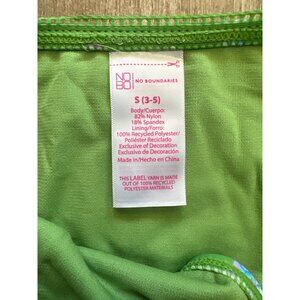 NO
BO
NO BOUNDARIES
S (3-5)
Body/Cuerpo:
82% Nylon
18% Spandex
Lining/Forro:
100% Recycled Polyester/
Poliéster Reciclado
Exclusive of Decoration
Exclusivo de Decoración
Made in/Hecho en China
THIS LABEL YARN IS MADE
OUT OF 100% RECYCLED
POLYESTER MATERIALS